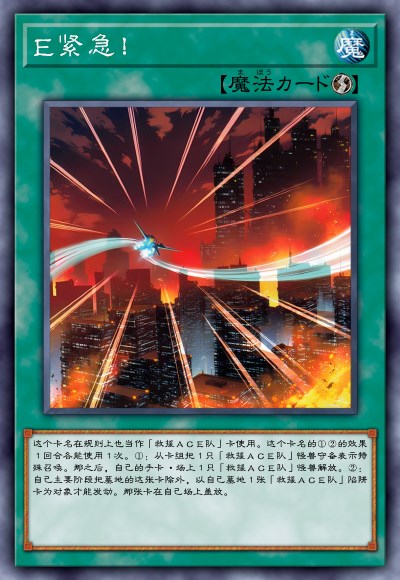 E紧急！
魔
【魔法カード】
まほう
这个卡名在规则上也当作「救援ACE队」卡使用。这个卡名的①②的效果
1回合各能使用1次。①：从卡组把1只「救援ACE队」怪兽守备表示特
殊召唤。那之后，自己的手卡·场上1只「救援ACE队」怪兽解放。②：
自己主要阶段把墓地的这张卡除外，以自己墓地1张「救援ACE队」陷阱
卡为对象才能发动。那张卡在自己场上盖放。